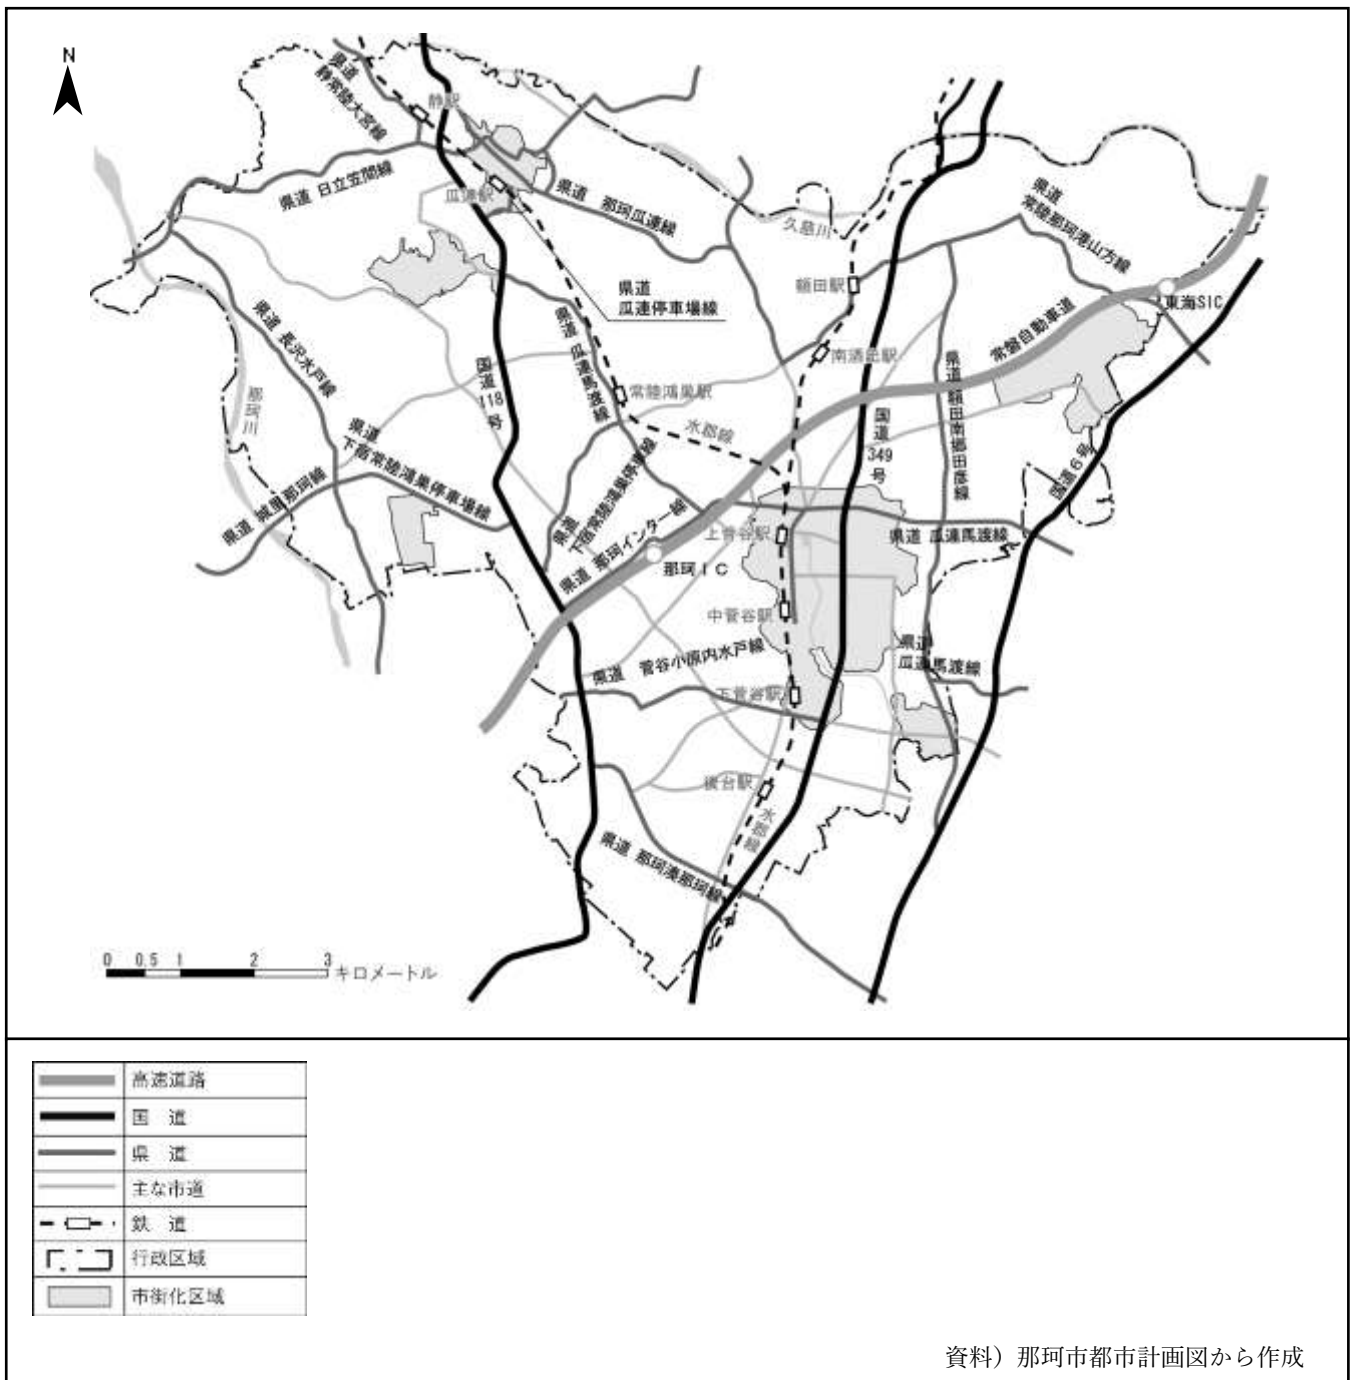 N
県道
静常陸大宮線
静駅
県道 日立笠間線
瓜連駅
県道 那珂瓜連線
久慈川
県道
常陸那珂港山方線
額田駅
東海SIC
県道
瓜連停車場線
県道 長沢水戸線
県道 瓜連馬渡線
国道118号
南酒出駅
常磐自動車道
常陸鴻巣駅
県道 額田南郷田彦線
那珂川
水郡線
国道349号
県道
下宿常陸鴻巣停車場線
国道6号
県道 城里那珂線
県道
下宿常陸鴻巣停車場線
県道 那珂インター線
上菅谷駅
県道 瓜連馬渡線
那珂IC
中菅谷駅
県道
瓜連馬渡線
県道 菅谷小原内水戸線
下菅谷駅
後台駅
水郡線
県道 那珂湊那珂線
0 0.5 1 2 3 キロメートル
高速道路
国 道
県 道
主な市道
鉄 道
行政区域
市街化区域
資料）那珂市都市計画図から作成